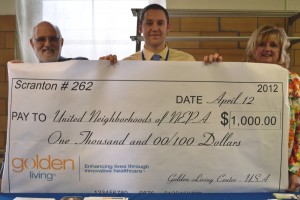 Scranton # 262
2012
DATE April, 12
PAY TO United Neighborhoods of NEPA $ 1,000.00
One Thousand and 00/100 Dollars
golden
living
Enhancing lives through
innovative healthcare
Golden Living Center - USA